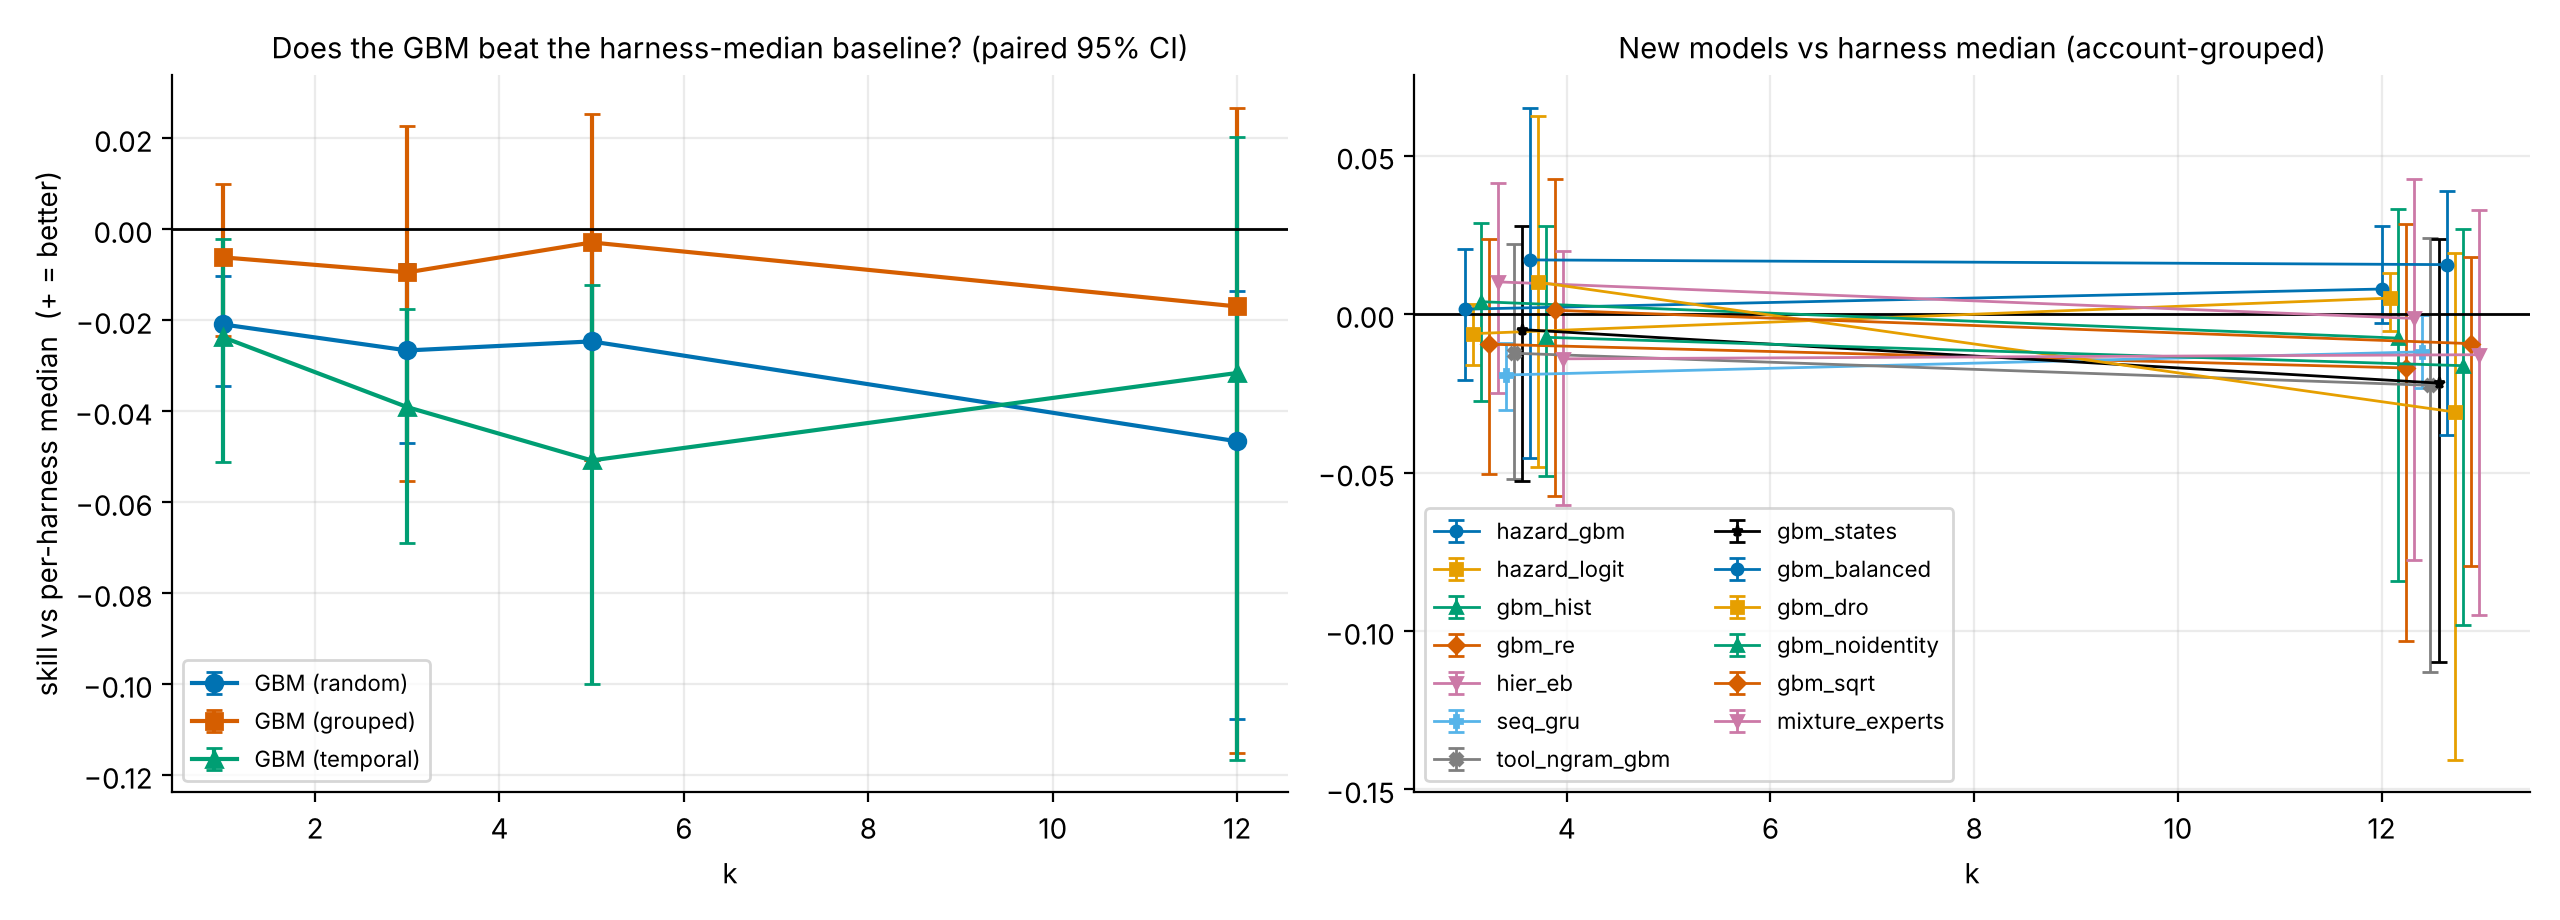 Does the GBM beat the harness-median baseline? (paired 95% CI)
skill vs per-harness median (+ = better)
0.02
0.00
−0.02
−0.04
−0.06
−0.08
−0.10
−0.12
GBM (random)
GBM (grouped)
GBM (temporal)
2
4
6
8
10
12
k
New models vs harness median (account-grouped)
0.05
0.00
−0.05
−0.10
−0.15
hazard_gbm
hazard_logit
gbm_hist
gbm_re
hier_eb
seq_gru
tool_ngram_gbm
gbm_states
gbm_balanced
gbm_dro
gbm_noidentity
gbm_sqrt
mixture_experts
4
6
8
10
12
k